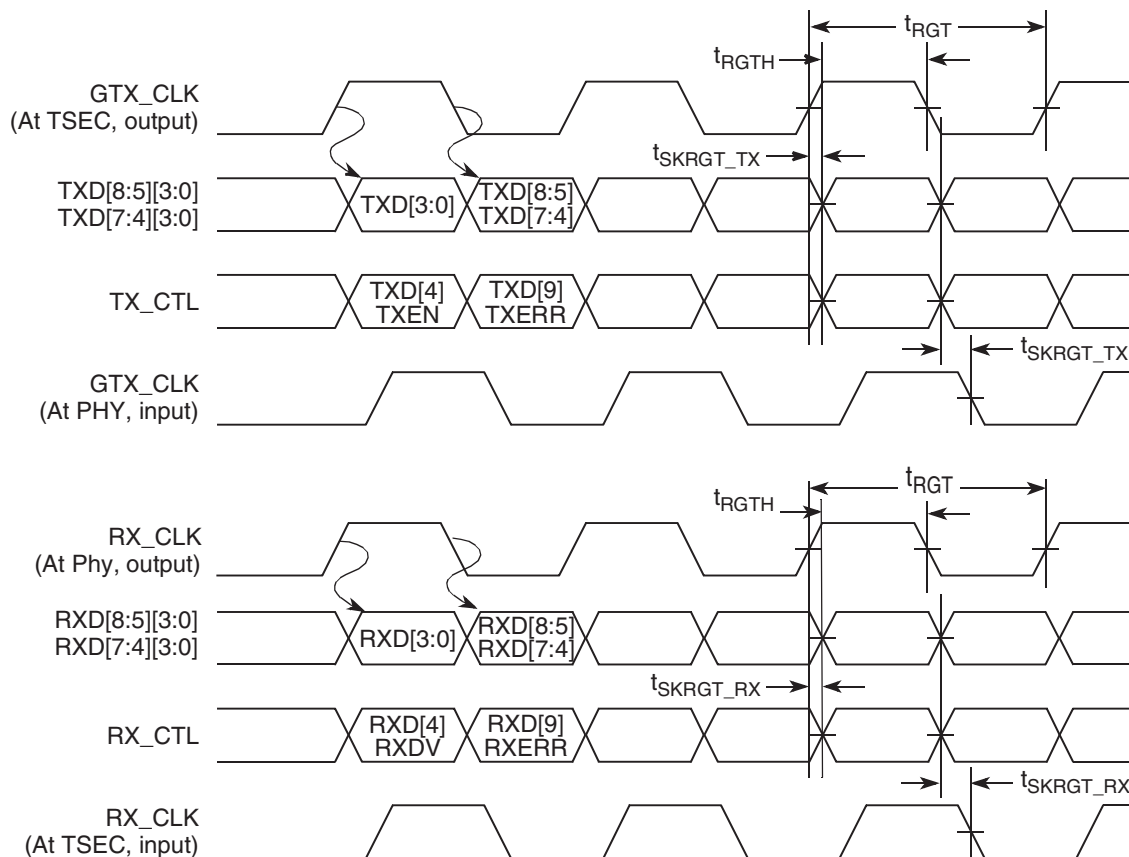 tRGT
tRGTH
GTX_CLK
(At TSEC, output)
tSKRGT_TX
TXD[8:5][3:0]
TXD[7:4][3:0]
TXD[3:0]
TXD[8:5]
TXD[7:4]
TX_CTL
TXD[4]
TXEN
TXD[9]
TXERR
tSKRGT_TX
GTX_CLK
(At PHY, input)
tRGT
tRGTH
RX_CLK
(At Phy, output)
RXD[8:5][3:0]
RXD[7:4][3:0]
RXD[3:0]
RXD[8:5]
RXD[7:4]
tSKRGT_RX
RX_CTL
RXD[4]
RXDV
RXD[9]
RXERR
tSKRGT_RX
RX_CLK
(At TSEC, input)